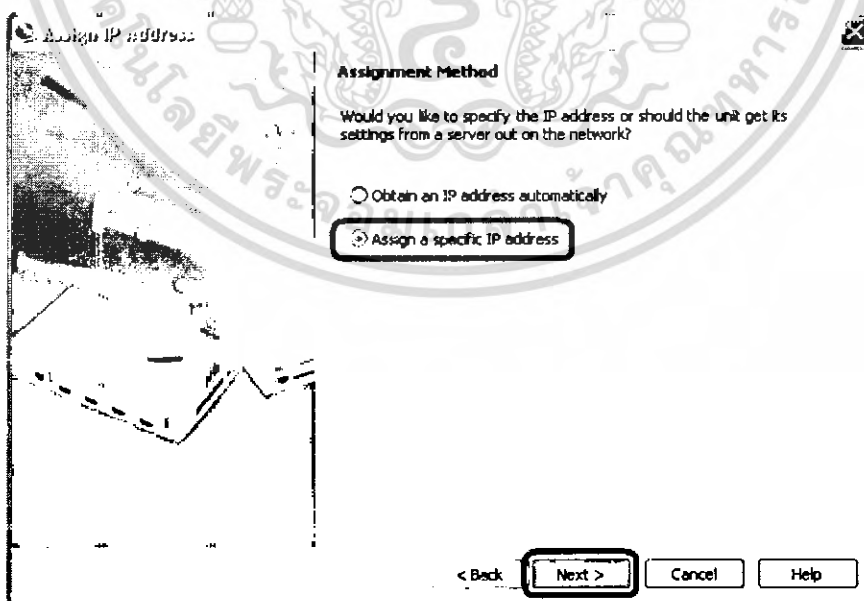 Assign IP Address
Assignment Method
Would you like to specify the IP address or should the unit get its
settings from a server out on the network?
Obtain an IP address automatically
Assign a specific IP address
< Back
Next >
Cancel
Help